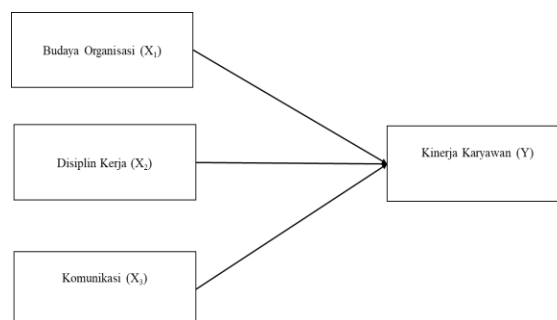 Budaya Organisasi (X₁)
Disiplin Kerja (X₂)
Kinerja Karyawan (Y)
Komunikasi (X₃)